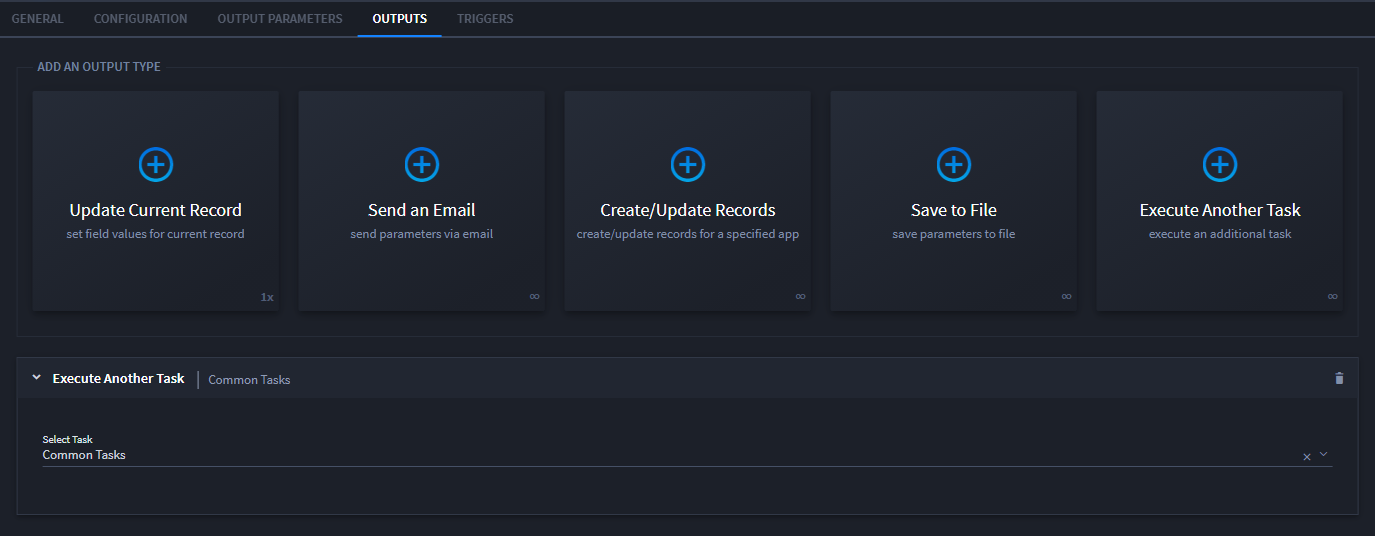 GENERAL CONFIGURATION OUTPUT PARAMETERS OUTPUTS TRIGGERS
ADD AN OUTPUT TYPE
Update Current Record
set field values for current record
1x
Send an Email
send parameters via email
∞
Create/Update Records
create/update records for a specified app
∞
Save to File
save parameters to file
∞
Execute Another Task
execute an additional task
∞
Execute Another Task | Common Tasks
Select Task
Common Tasks